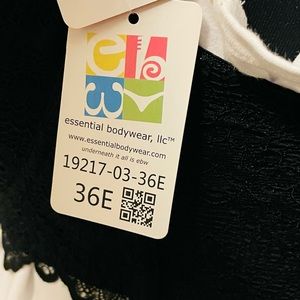 essential bodywear, llc™
www.essentialbodywear.com
underneath it all is ebw
19217-03-36E
36E